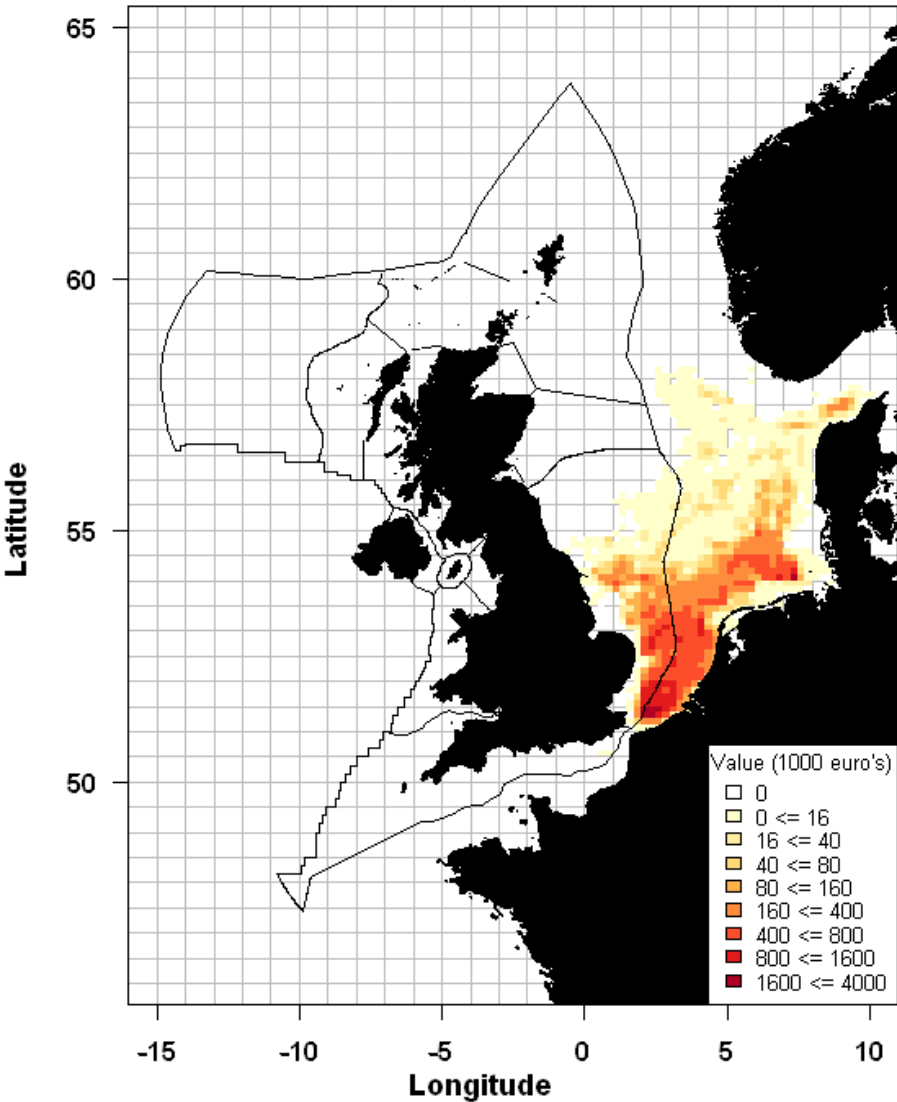 65
60
55
50
Latitude
Value (1000 euro's)
0
0 <= 16
16 <= 40
40 <= 80
80 <= 160
160 <= 400
400 <= 800
800 <= 1600
1600 <= 4000
-15 -10 -5 0 5 10
Longitude